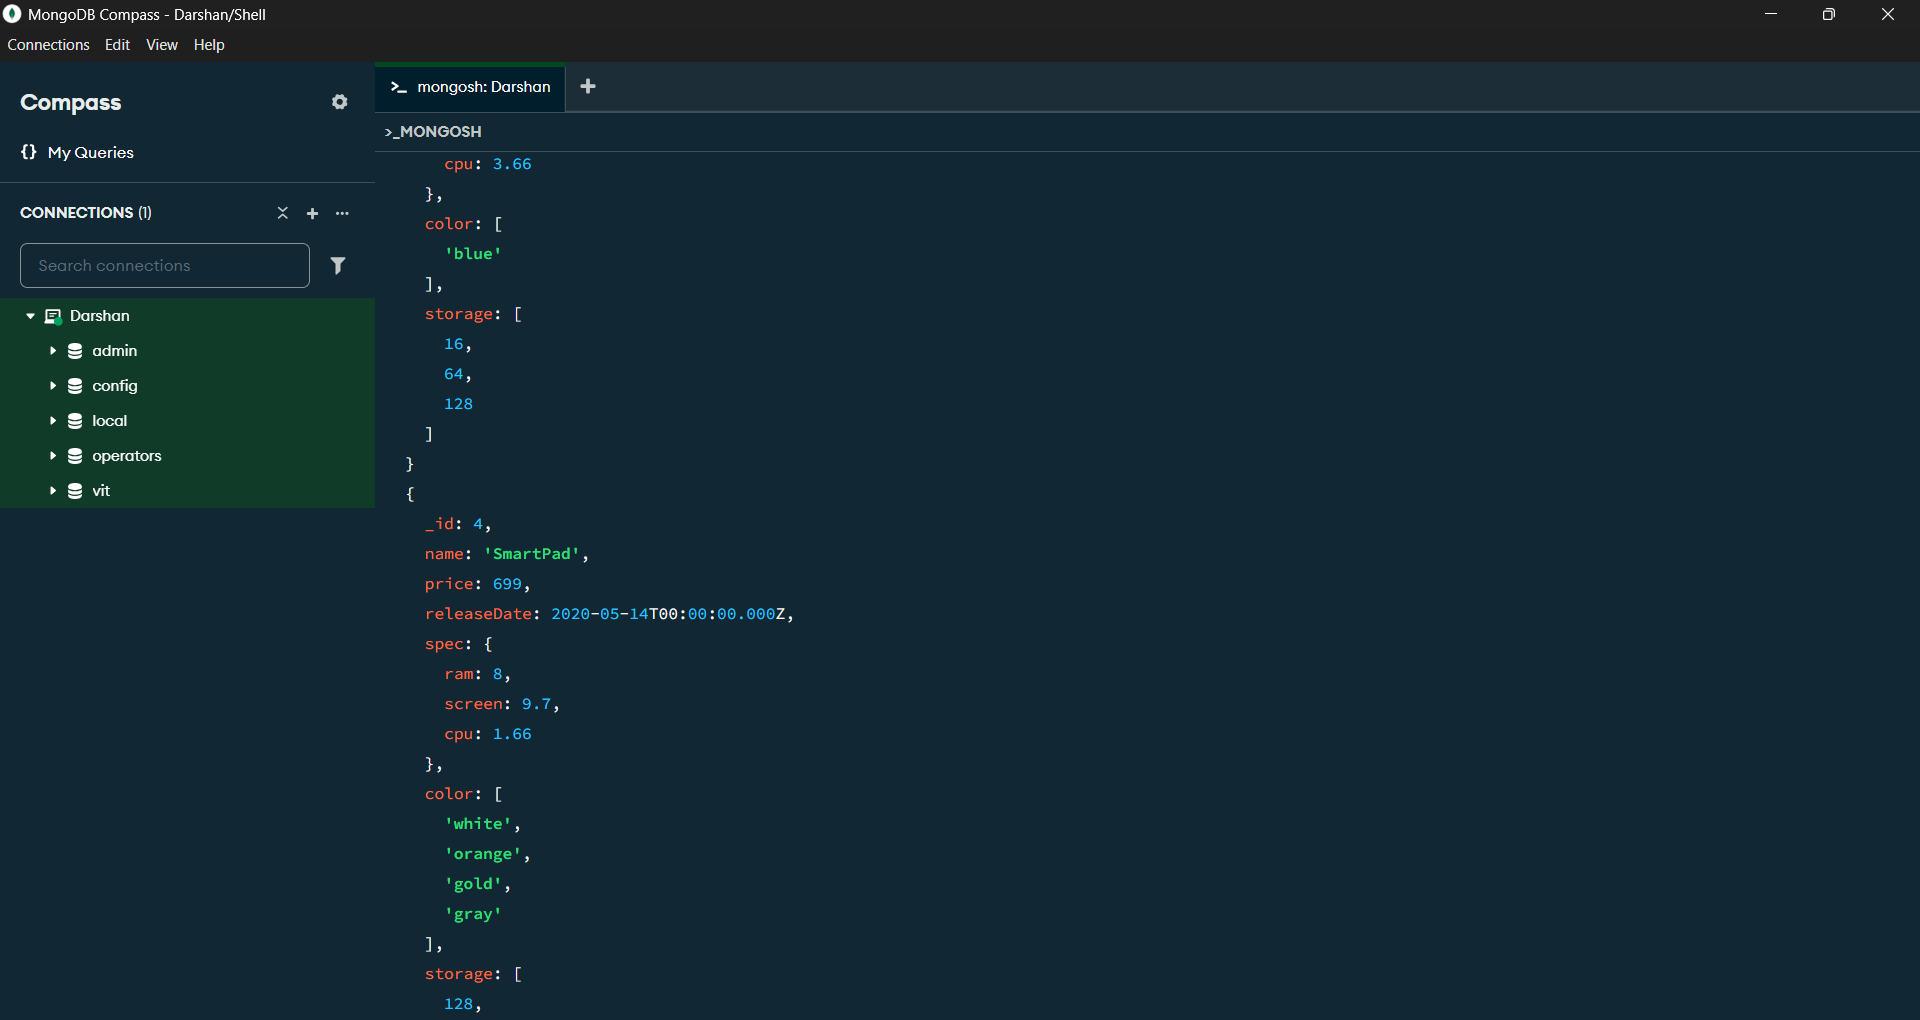 MongoDB Compass - Darshan/Shell
Connections Edit View Help
Compass
{} My Queries
CONNECTIONS (1)
Search connections
Darshan
admin
config
local
operators
vit
>_ mongosh: Darshan +
>_MONGOSH
cpu: 3.66
},
color: [
'blue'
],
storage: [
16,
64,
128
]
}
{
_id: 4,
name: 'SmartPad',
price: 699,
releaseDate: 2020-05-14T00:00:00.000Z,
spec: {
ram: 8,
screen: 9.7,
cpu: 1.66
},
color: [
'white',
'orange',
'gold',
'gray'
],
storage: [
128,